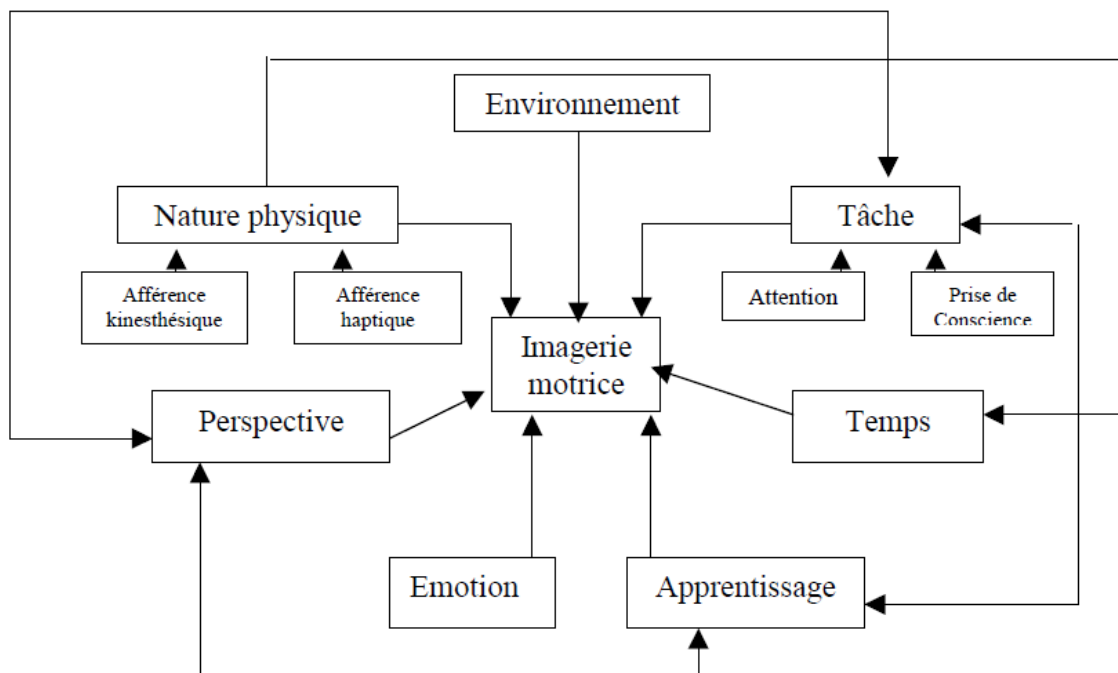 Environnement
Nature physique
Tâche
Afférence
kinesthésique
Afférence
haptique
Attention
Prise de
Conscience
Imagerie
motrice
Perspective
Temps
Emotion
Apprentissage